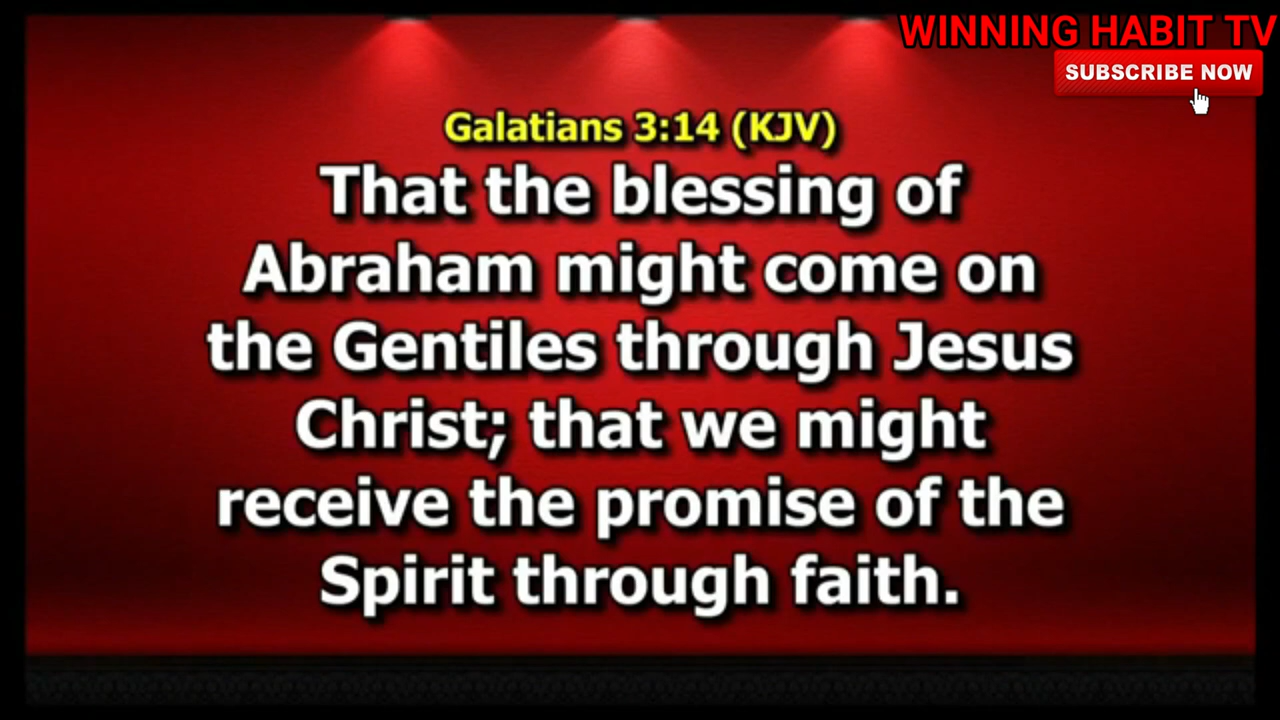 WINNING HABIT TV
SUBSCRIBE NOW
Galatians 3:14 (KJV)
That the blessing of
Abraham might come on
the Gentiles through Jesus
Christ; that we might
receive the promise of the
Spirit through faith.